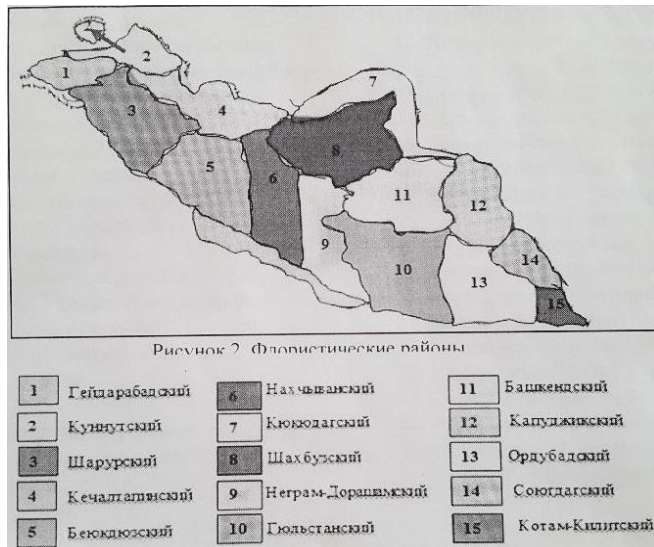 1
2
3
4
5
6
7
8
9
10
11
12
13
14
15
Рисунок 2. Флористические районы
1 Гейдарабадский
2 Куннутский
3 Шарурский
4 Кечалтапинский
5 Беюкдюзский
6 Нахчыванский
7 Кюкюдагский
8 Шахбузский
9 Неграм-Дорашамский
10 Гюльстанский
11 Башкендский
12 Капуджикский
13 Ордубадский
14 Союгдагский
15 Котам-Килитский